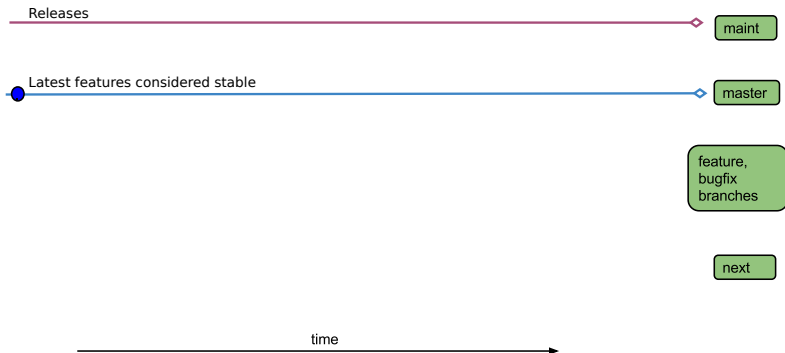 Releases
maint
Latest features considered stable
master
feature,
bugfix
branches
next
time